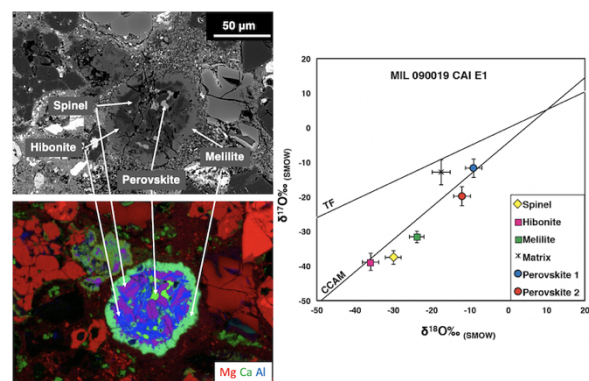 50 µm
Spinel
Hibonite
Perovskite
Melilite
Mg Ca Al
MIL 090019 CAI E1
20
10
0
-10
-20
-30
-40
-50
δ¹⁷O‰ (SMOW)
TF
CCAM
Spinel
Hibonite
Melilite
Matrix
Perovskite 1
Perovskite 2
-50 -40 -30 -20 -10 0 10 20
δ¹⁸O‰ (SMOW)